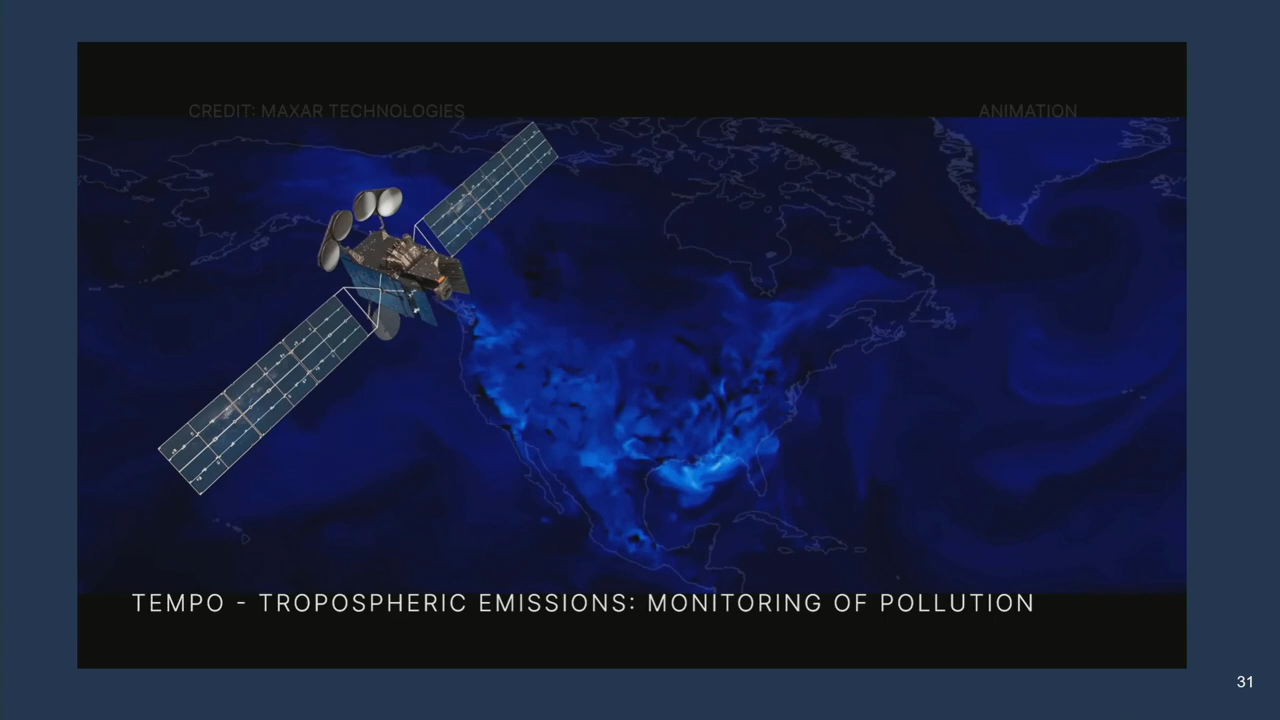 CREDIT: MAXAR TECHNOLOGIES
ANIMATION
TEMPO - TROPOSPHERIC EMISSIONS: MONITORING OF POLLUTION
31